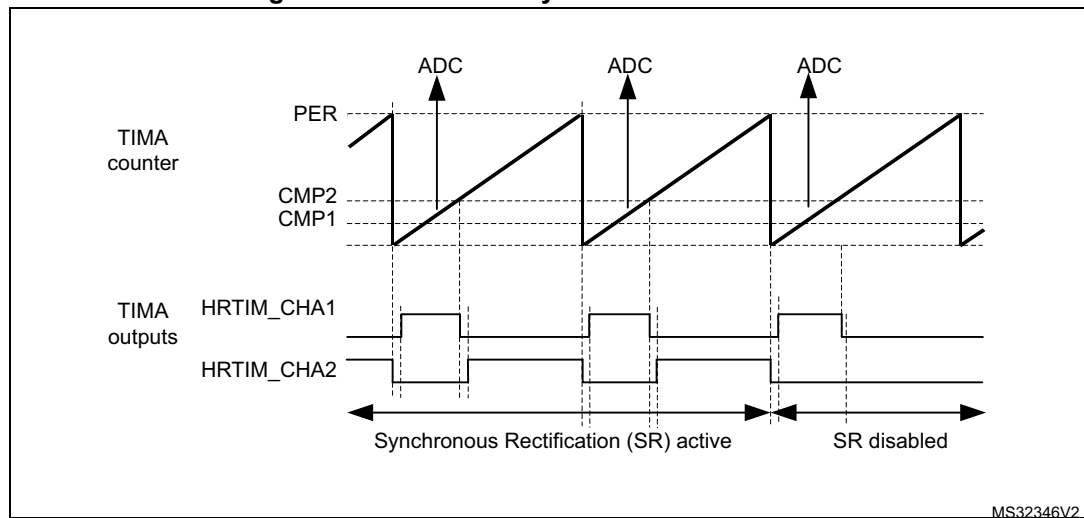 ADC ADC ADC
PER
TIMA
counter
CMP2
CMP1
TIMA
outputs
HRTIM_CHA1
HRTIM_CHA2
Synchronous Rectification (SR) active SR disabled
MS32346V2